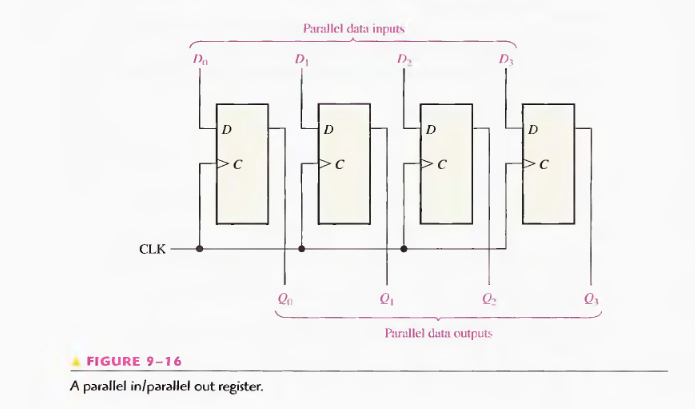 Parallel data inputs
D0 D1 D2 D3
D D D D
C C C C
CLK
Q0 Q1 Q2 Q3
Parallel data outputs
FIGURE 9–16
A parallel in/parallel out register.